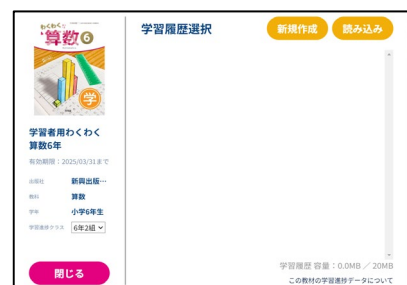 わくわく
算数6
学
学習者用わくわく
算数6年
有効期限：2025/03/31まで
出版社 新興出版…
教科 算数
学年 小学6年生
学習進捗クラス 6年2組
閉じる
学習履歴選択
新規作成
読み込み
学習履歴 容量：0.0MB ／ 20MB
この教材の学習進捗データについて